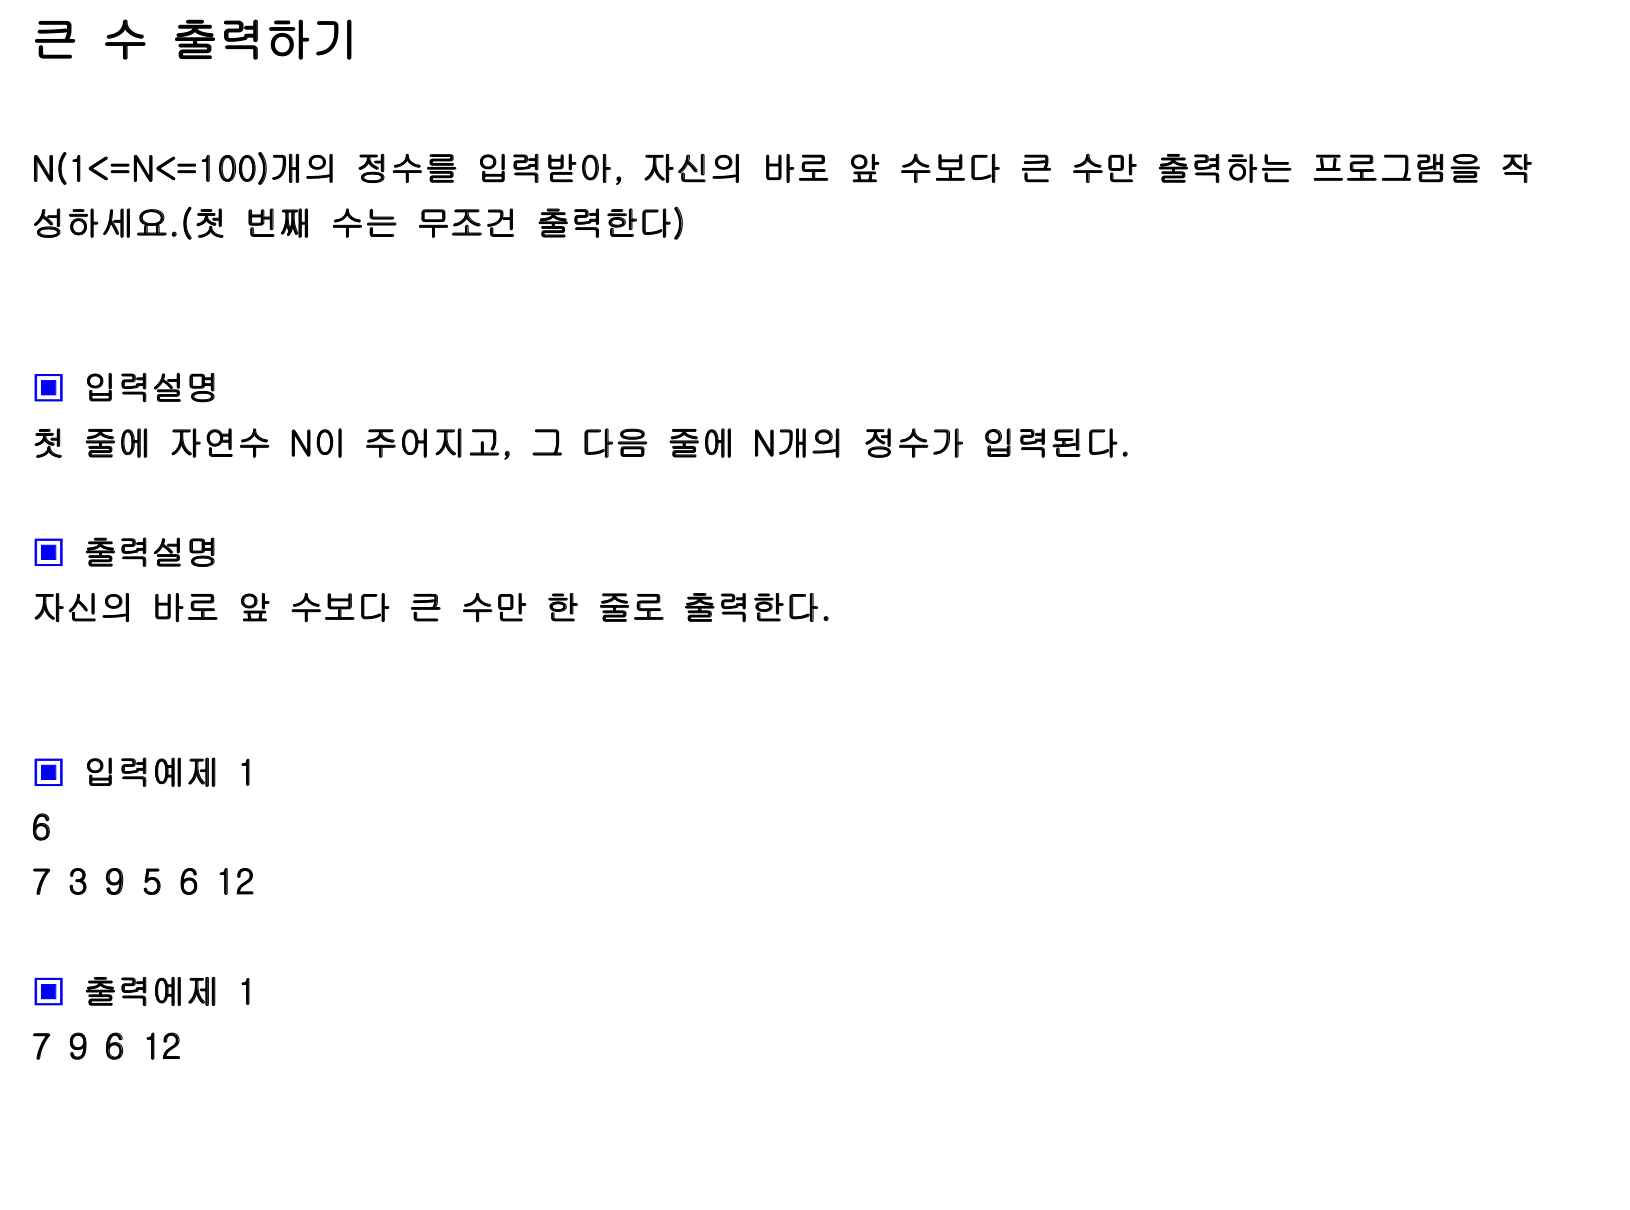 큰 수 출력하기
N(1<=N<=100)개의 정수를 입력받아, 자신의 바로 앞 수보다 큰 수만 출력하는 프로그램을 작
성하세요.(첫 번째 수는 무조건 출력한다)
▣ 입력설명
첫 줄에 자연수 N이 주어지고, 그 다음 줄에 N개의 정수가 입력된다.
▣ 출력설명
자신의 바로 앞 수보다 큰 수만 한 줄로 출력한다.
▣ 입력예제 1
6
7 3 9 5 6 12
▣ 출력예제 1
7 9 6 12